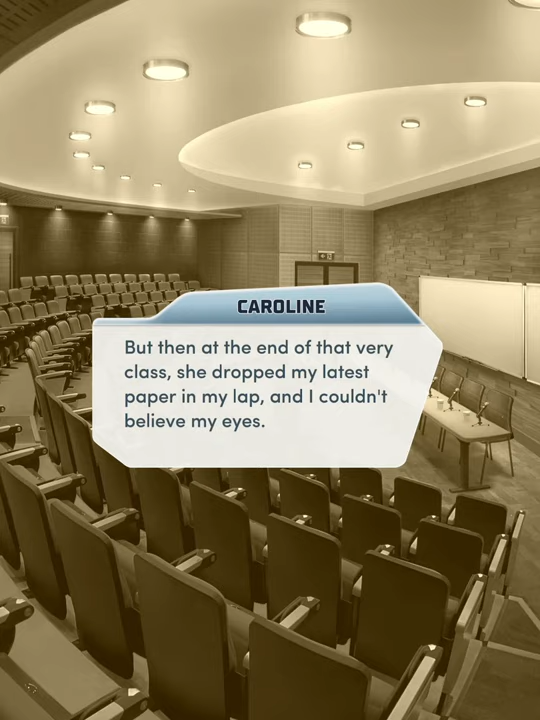 CAROLINE
But then at the end of that very
class, she dropped my latest
paper in my lap, and I couldn't
believe my eyes.